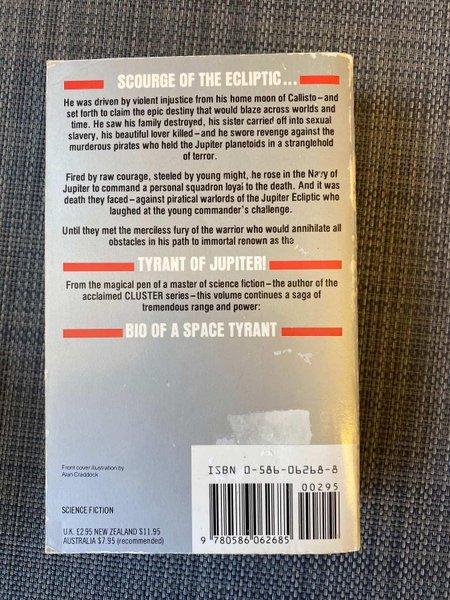 SCOURGE OF THE ECLIPTIC...
He was driven by violent injustice from his home moon of Callisto–and
set forth to claim the epic destiny that would blaze across worlds and
time. He saw his family destroyed, his sister carried off into sexual
slavery, his beautiful lover killed–and he swore revenge against the
murderous pirates who held the Jupiter planetoids in a stranglehold
of terror.
Fired by raw courage, steeled by young might, he rose in the Navy of
Jupiter to command a personal squadron loyal to the death. And it was
death they faced–against piratical warlords of the Jupiter Ecliptic who
laughed at the young commander's challenge.
Until they met the merciless fury of the warrior who would annihilate all
obstacles in his path to immortal renown as the
TYRANT OF JUPITER!
From the magical pen of a master of science fiction–the author of the
acclaimed CLUSTER series–this volume continues a saga of
tremendous range and power:
BIO OF A SPACE TYRANT
Front cover illustration by
Alan Craddock
SCIENCE FICTION
U.K. £2.95 NEW ZEALAND $11.95
AUSTRALIA $7.95 (recommended)
ISBN 0-586-06268-8
00295
9 780586 062685